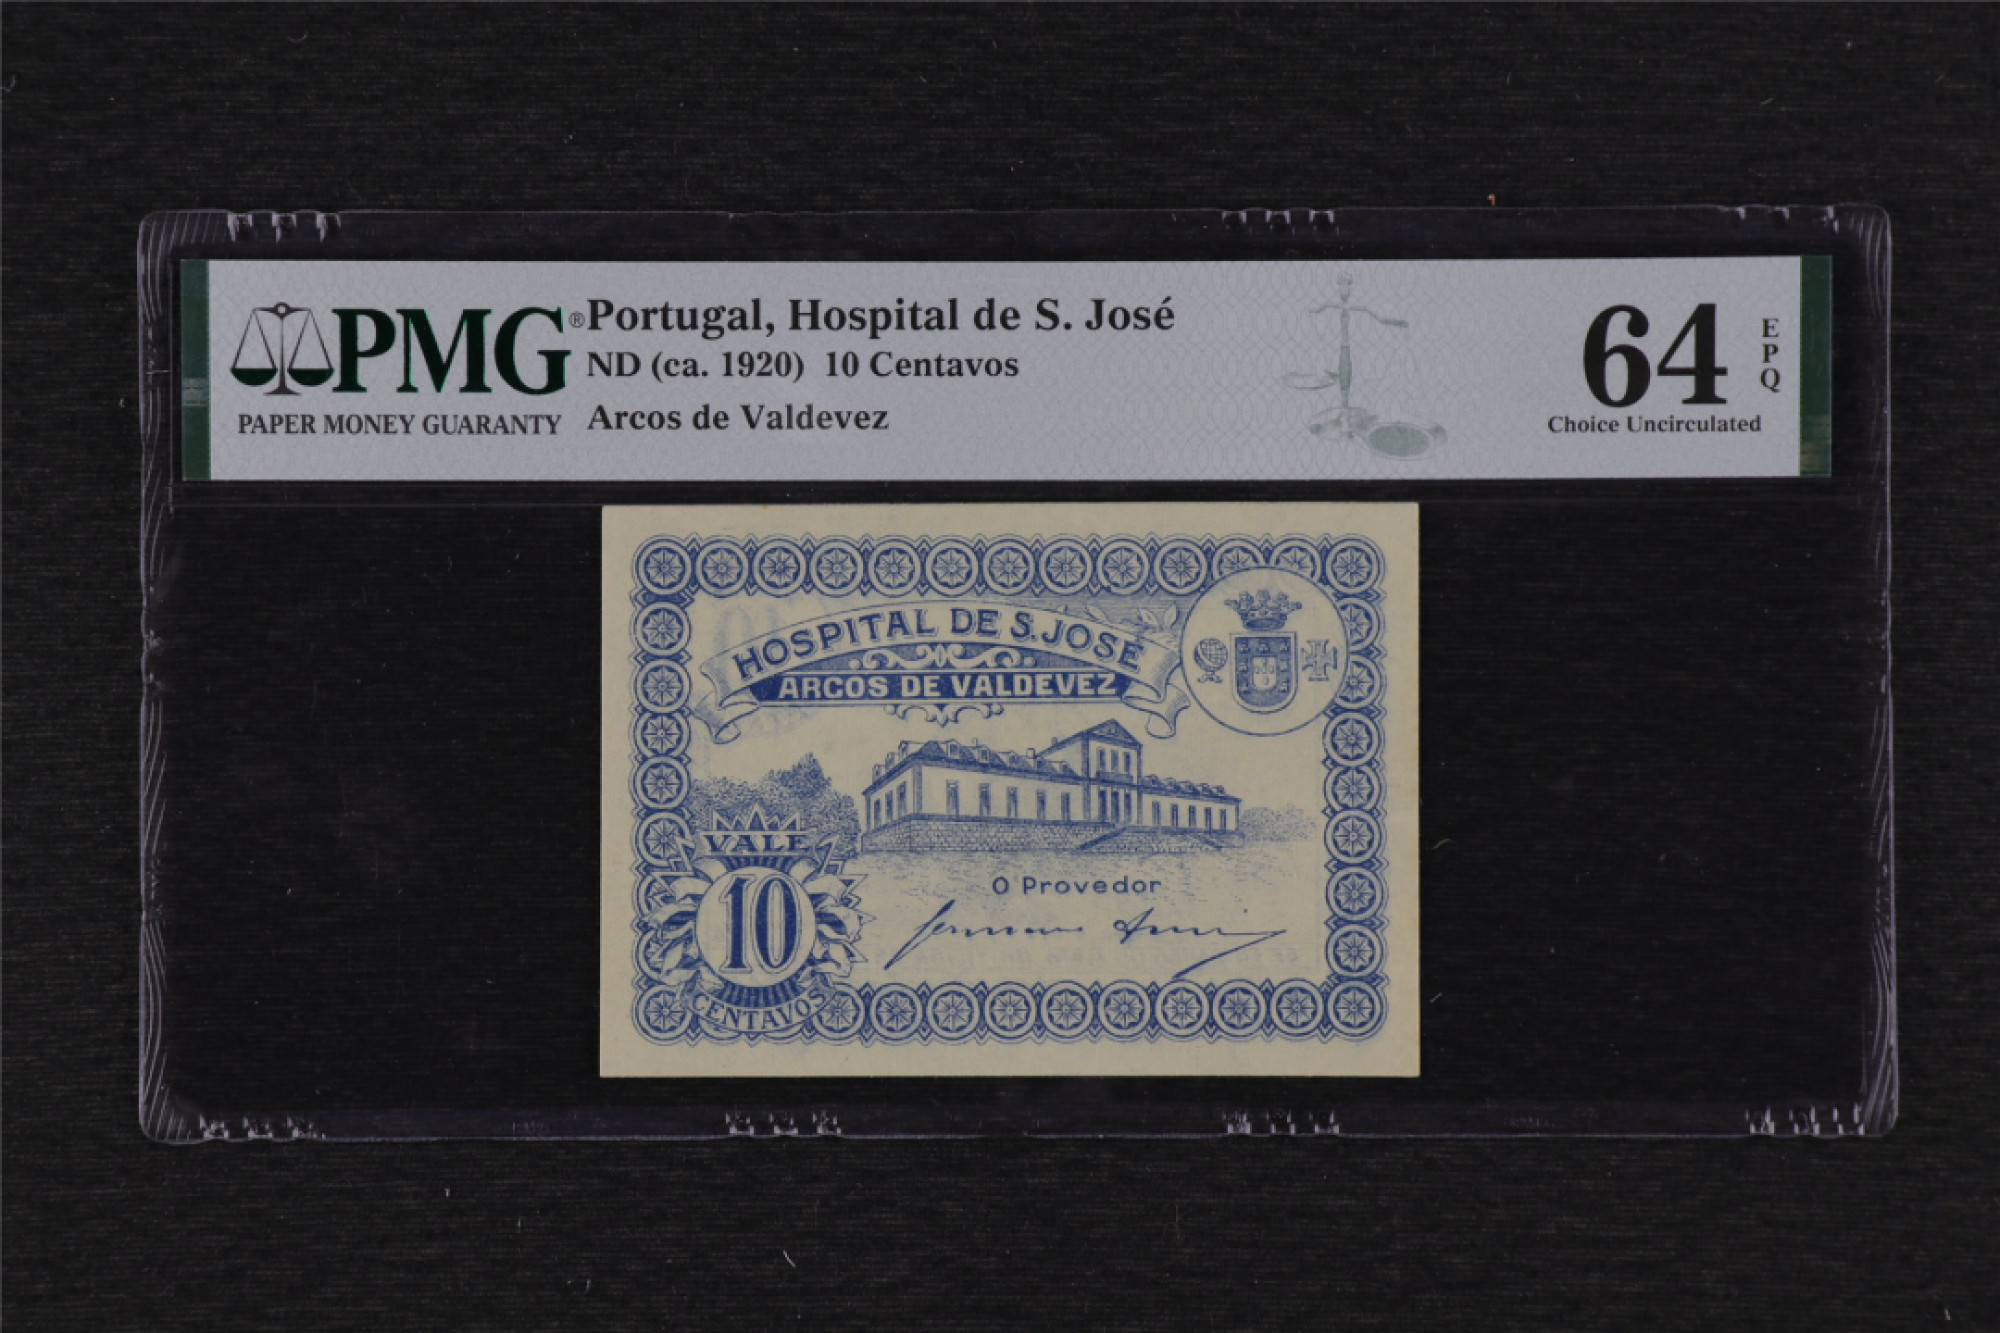 PMG®
PAPER MONEY GUARANTY
Portugal, Hospital de S. José
ND (ca. 1920) 10 Centavos
Arcos de Valdevez
64
EPQ
Choice Uncirculated
HOSPITAL DE S. JOSÉ
ARCOS DE VALDEVEZ
VALE
10
CENTAVOS
O Provedor